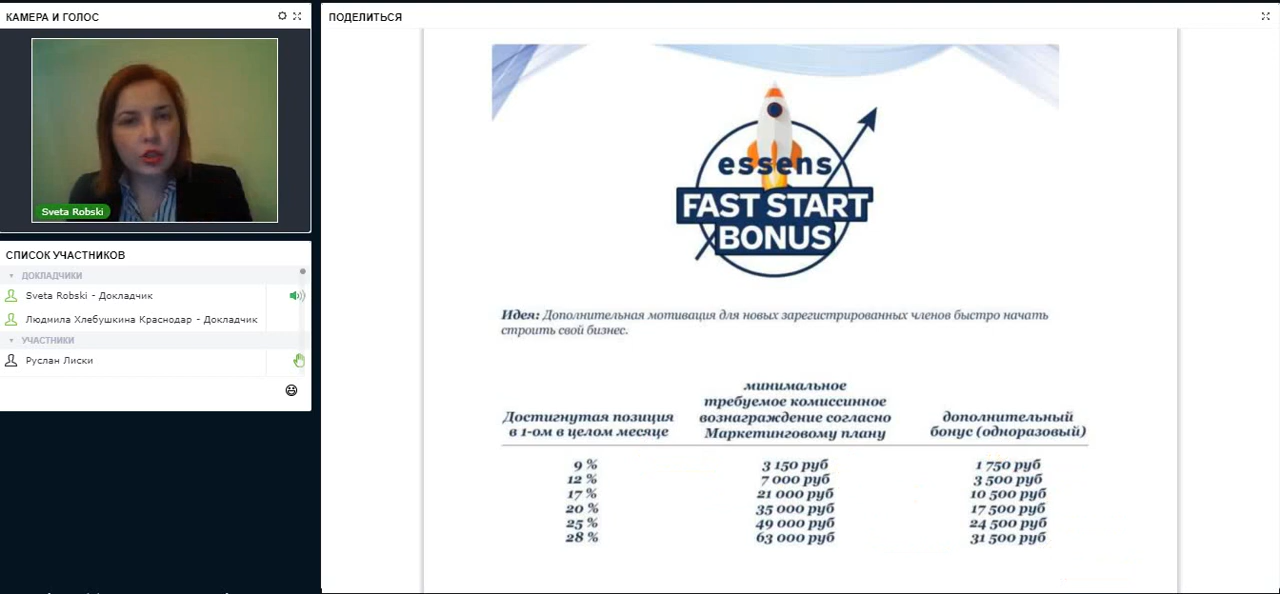 КАМЕРА И ГОЛОС
Sveta Robski
СПИСОК УЧАСТНИКОВ
ДОКЛАДЧИКИ
Sveta Robski - Докладчик
Людмила Хлебушкина Краснодар - Докладчик
УЧАСТНИКИ
Руслан Лиски
ПОДЕЛИТЬСЯ
essens
FAST START
BONUS
Идея: Дополнительная мотивация для новых зарегистрированных членов быстро начать
строить свой бизнес.
Достигнутая позиция
в 1-ом в целом месяце
минимальное
требуемое комиссинное
вознаграждение согласно
Маркетинговому плану
дополнительный
бонус (одноразовый)
9 % 3 150 руб 1 750 руб
12 % 7 000 руб 3 500 руб
17 % 21 000 руб 10 500 руб
20 % 35 000 руб 17 500 руб
25 % 49 000 руб 24 500 руб
28 % 63 000 руб 31 500 руб